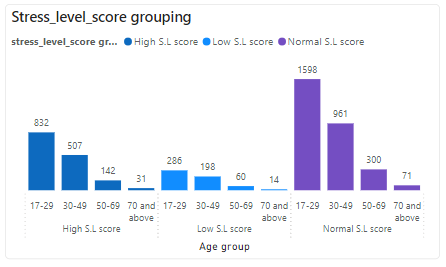 Stress_level_score grouping
stress_level_score gr... High S.L score Low S.L score Normal S.L score
1598
961
832
507
300
286
198
142
71
60
31
14
17-29 30-49 50-69 70 and above 17-29 30-49 50-69 70 and above 17-29 30-49 50-69 70 and above
High S.L score Low S.L score Normal S.L score
Age group